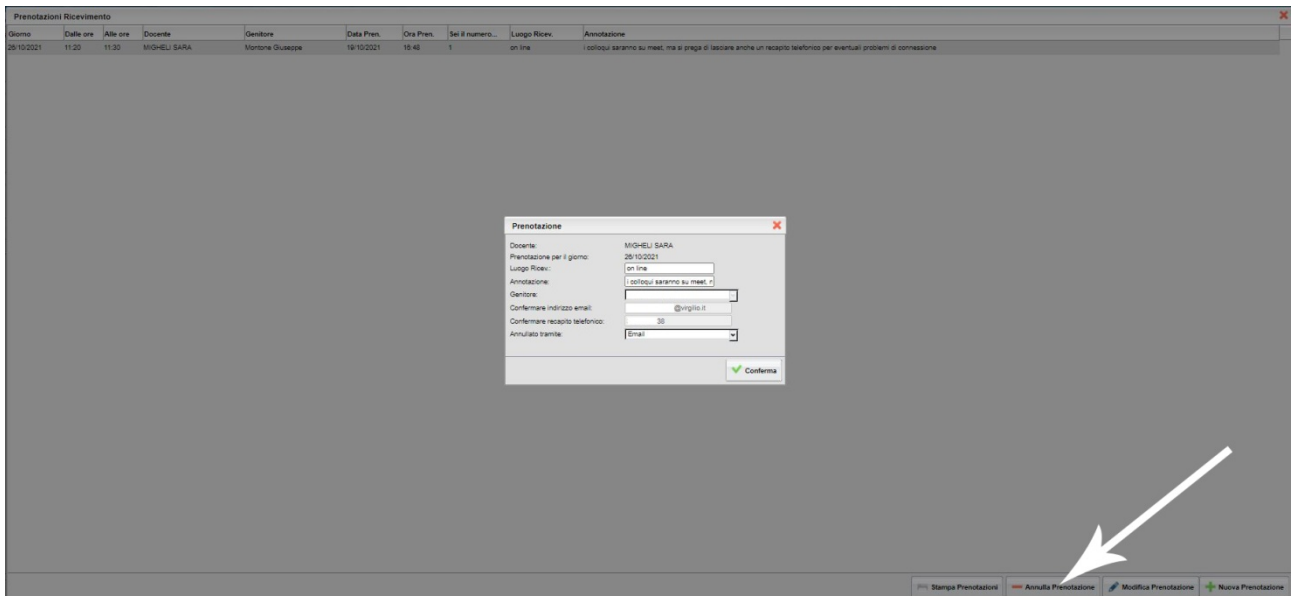 Prenotazioni Ricevimento
Giorno Dalle ore Alle ore Docente Genitore Data Pren. Ora Pren. Sei il numero... Luogo Ricev. Annotazione
26/10/2021 11:20 11:30 MIGHELI SARA Montone Giuseppe 19/10/2021 16:48 1 on line i colloqui saranno su meet, ma si prega di lasciare anche un recapito telefonico per eventuali problemi di connessione
Prenotazione
Docente: MIGHELI SARA
Prenotazione per il giorno: 26/10/2021
Luogo Ricev.: on line
Annotazione: i colloqui saranno su meet, n
Genitore:
Confermare indirizzo email: @virgilio.it
Confermare recapito telefonico: 38
Annullato tramite: Email
Conferma
Stampa Prenotazioni Annulla Prenotazione Modifica Prenotazione Nuova Prenotazione